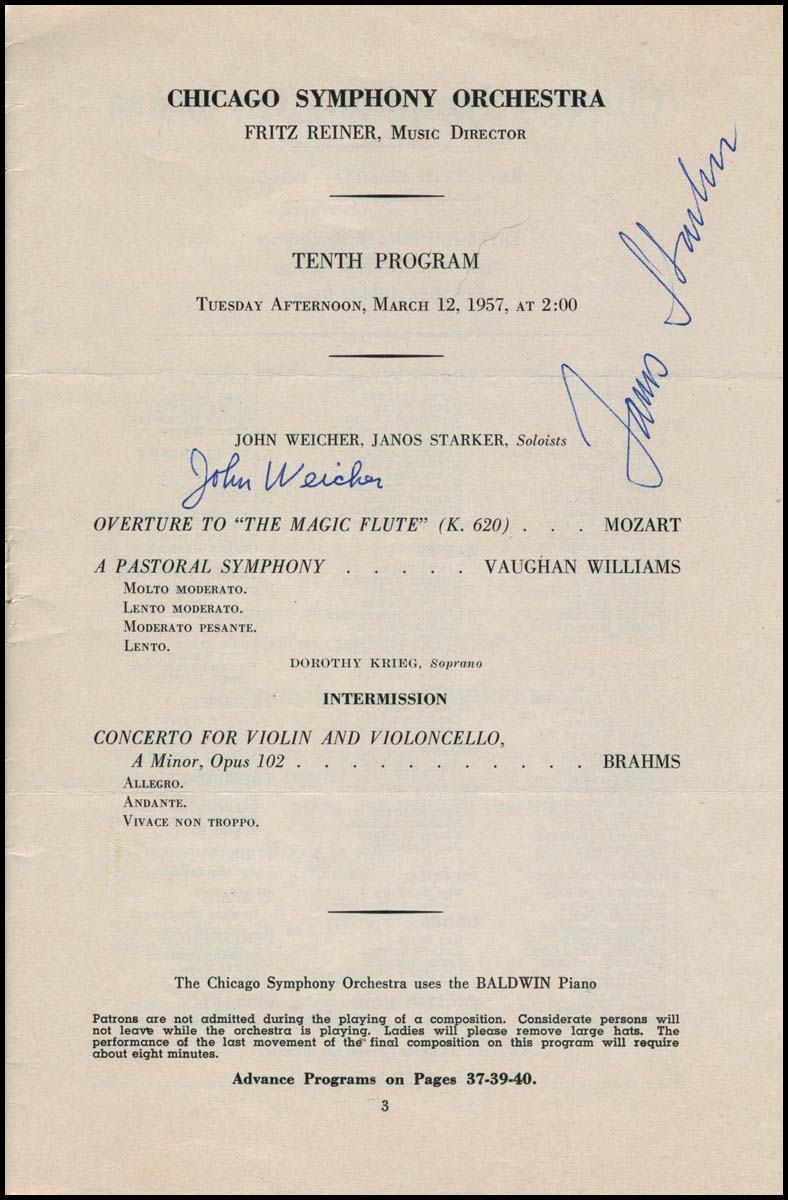 CHICAGO SYMPHONY ORCHESTRA
FRITZ REINER, MUSIC DIRECTOR
TENTH PROGRAM
TUESDAY AFTERNOON, MARCH 12, 1957, AT 2:00
Janos Starker
JOHN WEICHER, JANOS STARKER, Soloists
John Weicher
OVERTURE TO "THE MAGIC FLUTE" (K. 620) . . . MOZART
A PASTORAL SYMPHONY . . . . . VAUGHAN WILLIAMS
MOLTO MODERATO.
LENTO MODERATO.
MODERATO PESANTE.
LENTO.
DOROTHY KRIEG, Soprano
INTERMISSION
CONCERTO FOR VIOLIN AND VIOLONCELLO,
A Minor, Opus 102 . . . . . . . . . . . BRAHMS
ALLEGRO.
ANDANTE.
VIVACE NON TROPPO.
The Chicago Symphony Orchestra uses the BALDWIN Piano
Patrons are not admitted during the playing of a composition. Considerate persons will
not leave while the orchestra is playing. Ladies will please remove large hats. The
performance of the last movement of the final composition on this program will require
about eight minutes.
Advance Programs on Pages 37-39-40.
3